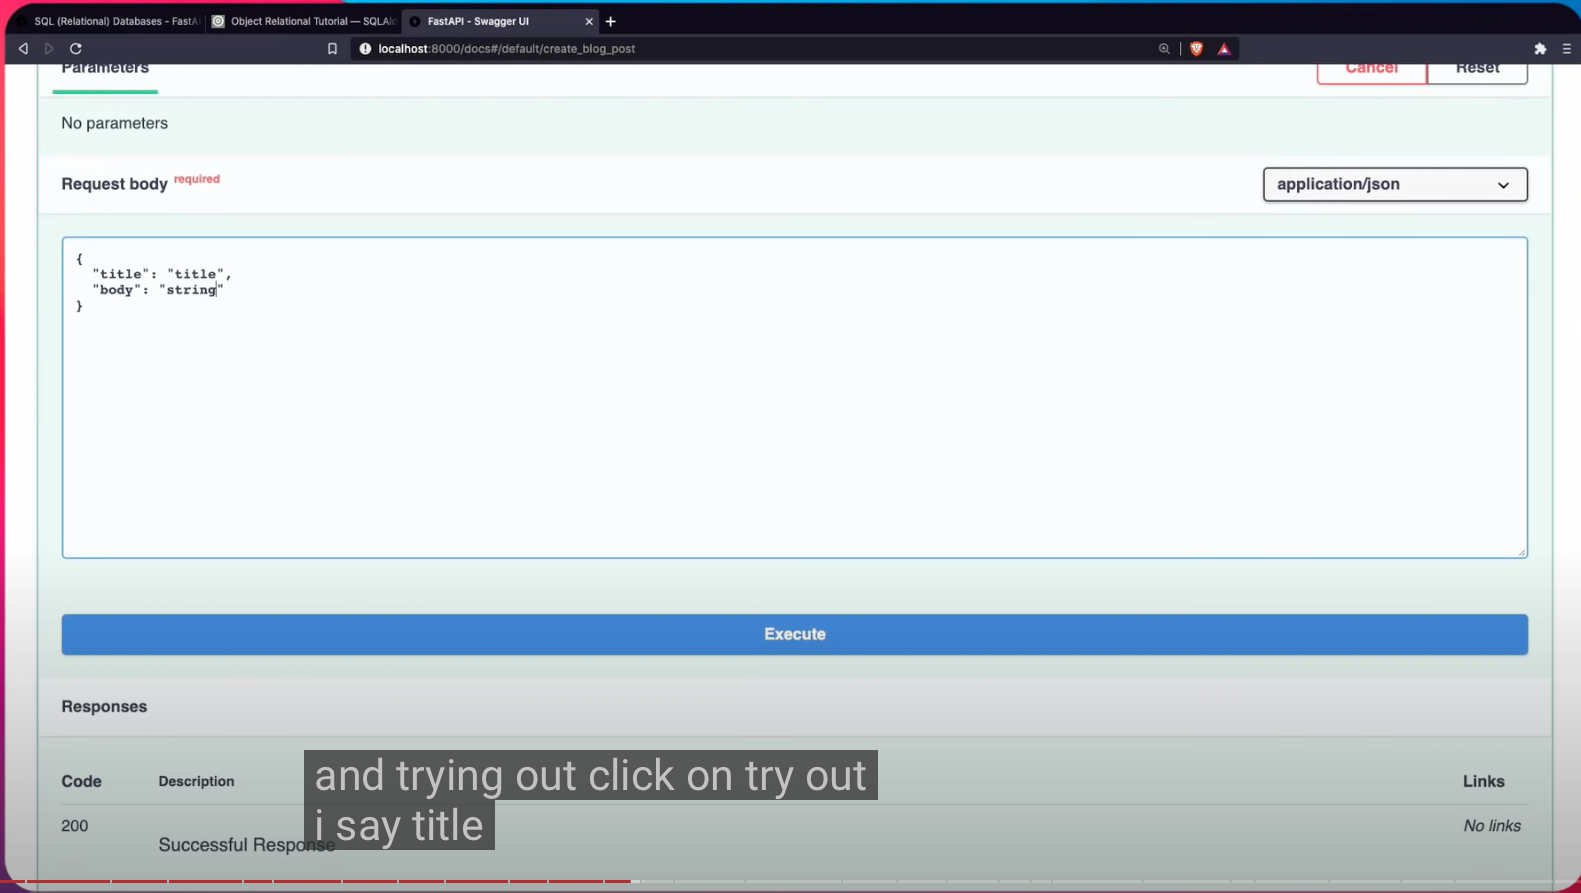 SQL (Relational) Databases - FastA
Object Relational Tutorial — SQLAl
FastAPI - Swagger UI
localhost:8000/docs#/default/create_blog_post
Parameters
Cancel
Reset
No parameters
Request body required
application/json
{
"title": "title",
"body": "string"
}
Execute
Responses
Code Description Links
200 Successful Response No links
and trying out click on try out
i say title